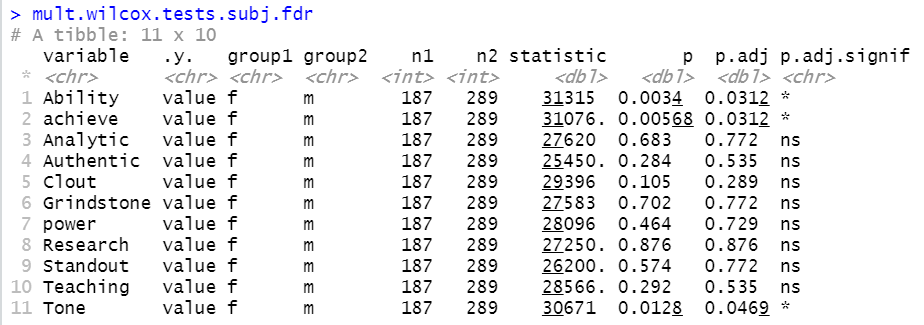 > mult.wilcox.tests.subj.fdr
# A tibble: 11 x 10
variable .y. group1 group2 n1 n2 statistic p p.adj p.adj.signif
* <chr> <chr> <chr> <chr> <int> <int> <dbl> <dbl> <dbl> <chr>
1 Ability value f m 187 289 31315 0.0034 0.0312 *
2 achieve value f m 187 289 31076. 0.00568 0.0312 *
3 Analytic value f m 187 289 27620 0.683 0.772 ns
4 Authentic value f m 187 289 25450. 0.284 0.535 ns
5 Clout value f m 187 289 29396 0.105 0.289 ns
6 Grindstone value f m 187 289 27583 0.702 0.772 ns
7 power value f m 187 289 28096 0.464 0.729 ns
8 Research value f m 187 289 27250. 0.876 0.876 ns
9 Standout value f m 187 289 26200. 0.574 0.772 ns
10 Teaching value f m 187 289 28566. 0.292 0.535 ns
11 Tone value f m 187 289 30671 0.0128 0.0469 *